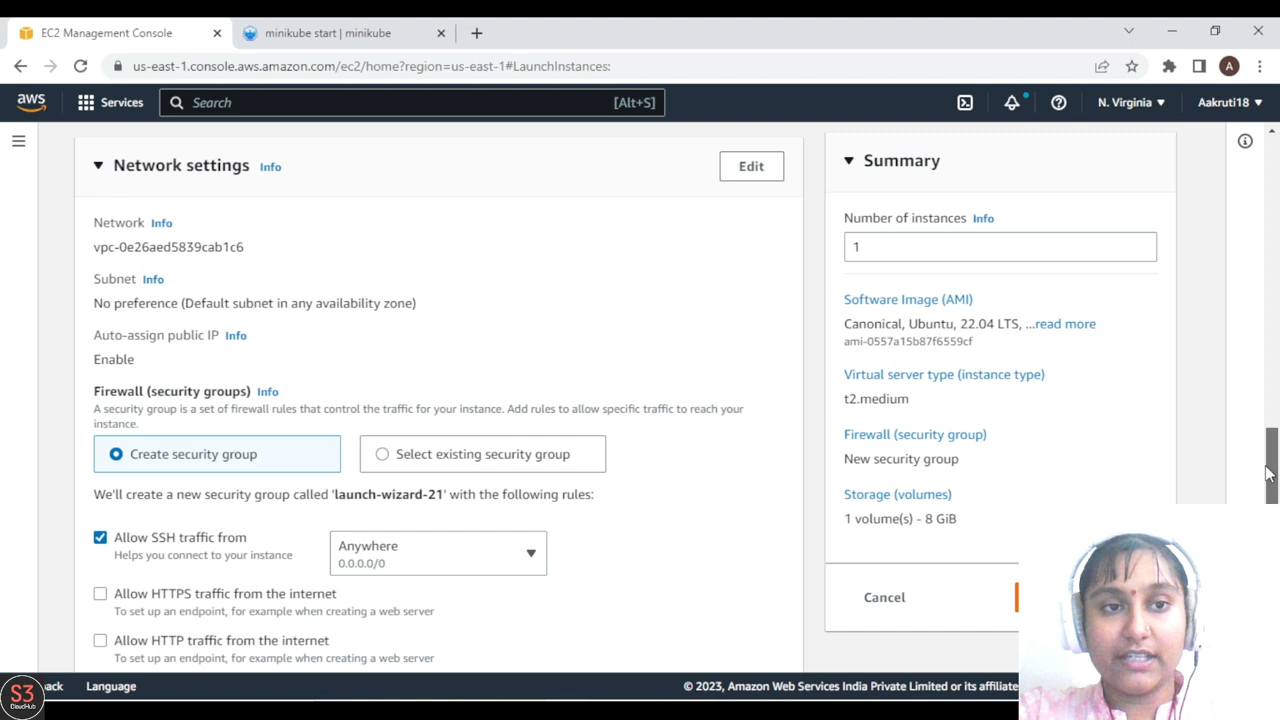 EC2 Management Console
minikube start | minikube
us-east-1.console.aws.amazon.com/ec2/home?region=us-east-1#LaunchInstances:
A
aws
Services
Search
[Alt+S]
N. Virginia
Aakruti18
Network settings Info
Edit
Network Info
vpc-0e26aed5839cab1c6
Subnet Info
No preference (Default subnet in any availability zone)
Auto-assign public IP Info
Enable
Firewall (security groups) Info
A security group is a set of firewall rules that control the traffic for your instance. Add rules to allow specific traffic to reach your
instance.
Create security group
Select existing security group
We'll create a new security group called 'launch-wizard-21' with the following rules:
Allow SSH traffic from
Helps you connect to your instance
Anywhere
0.0.0.0/0
Allow HTTPS traffic from the internet
To set up an endpoint, for example when creating a web server
Allow HTTP traffic from the internet
To set up an endpoint, for example when creating a web server
Summary
Number of instances Info
1
Software Image (AMI)
Canonical, Ubuntu, 22.04 LTS, ...read more
ami-0557a15b87f6559cf
Virtual server type (instance type)
t2.medium
Firewall (security group)
New security group
Storage (volumes)
1 volume(s) - 8 GiB
Cancel
Language
© 2023, Amazon Web Services India Private Limited or its affiliate
S3
CloudHub